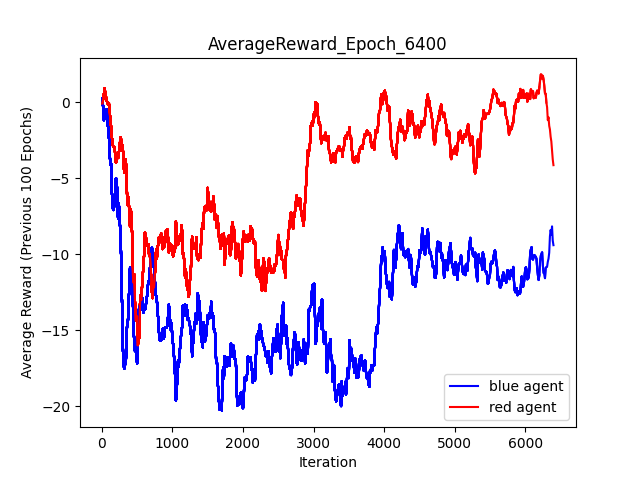 AverageReward_Epoch_6400
Average Reward (Previous 100 Epochs)
0
−5
−10
−15
−20
0 1000 2000 3000 4000 5000 6000
Iteration
blue agent
red agent